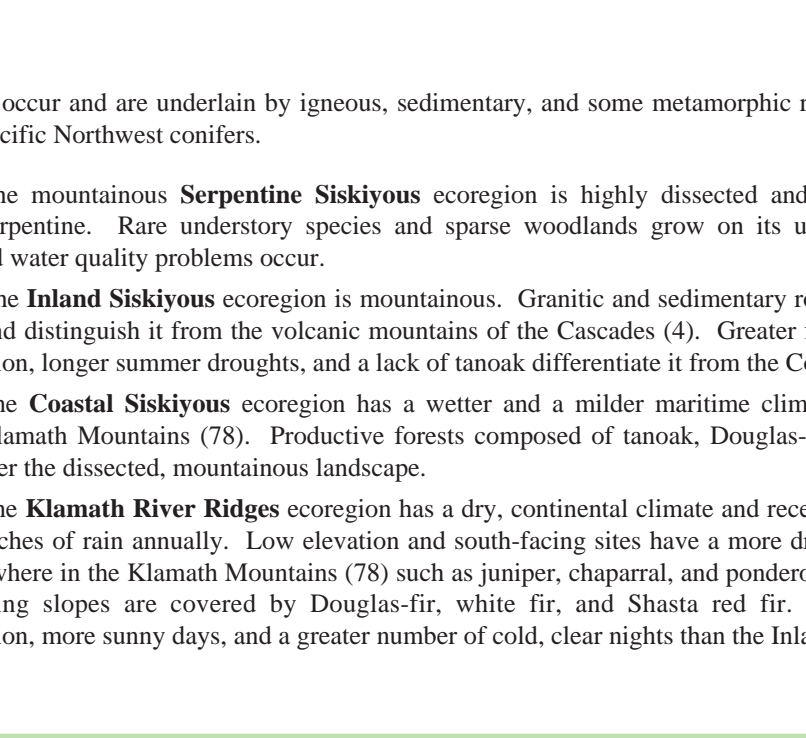 occur and are underlain by igneous, sedimentary, and some metamorphic
cific Northwest conifers.
he mountainous Serpentine Siskiyous ecoregion is highly dissected and
rpentine. Rare understory species and sparse woodlands grow on its u
d water quality problems occur.
he Inland Siskiyous ecoregion is mountainous. Granitic and sedimentary ro
nd distinguish it from the volcanic mountains of the Cascades (4). Greater
ion, longer summer droughts, and a lack of tanoak differentiate it from the Co
he Coastal Siskiyous ecoregion has a wetter and a milder maritime clim
lamath Mountains (78). Productive forests composed of tanoak, Douglas-
er the dissected, mountainous landscape.
he Klamath River Ridges ecoregion has a dry, continental climate and rece
ches of rain annually. Low elevation and south-facing sites have a more dr
where in the Klamath Mountains (78) such as juniper, chaparral, and pondero
ing slopes are covered by Douglas-fir, white fir, and Shasta red fir.
ion, more sunny days, and a greater number of cold, clear nights than the Inla